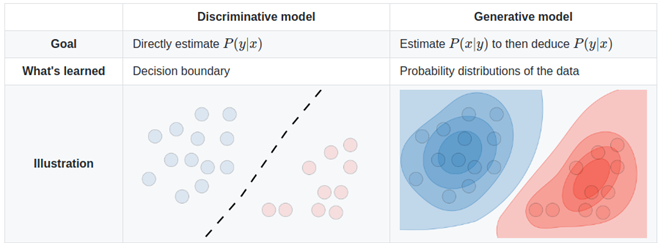 Discriminative model Generative model
Goal Directly estimate P(y|x) Estimate P(x|y) to then deduce P(y|x)
What's learned Decision boundary Probability distributions of the data
Illustration